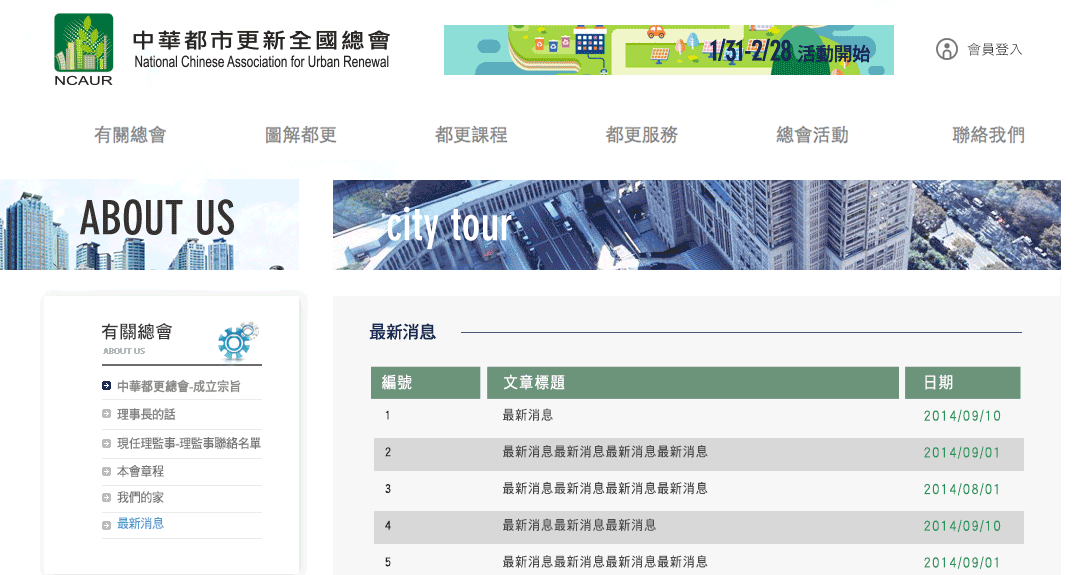 中華都市更新全國總會
National Chinese Association for Urban Renewal
NCAUR
1/31-2/28 活動開始
會員登入
有關總會 圖解都更 都更課程 都更服務 總會活動 聯絡我們
ABOUT US
city tour
有關總會
ABOUT US
中華都更總會-成立宗旨
理事長的話
現任理監事-理監事聯絡名單
本會章程
我們的家
最新消息
最新消息
編號 文章標題 日期
1 最新消息 2014/09/10
2 最新消息最新消息最新消息最新消息 2014/09/01
3 最新消息最新消息最新消息最新消息 2014/08/01
4 最新消息最新消息最新消息 2014/09/10
5 最新消息最新消息最新消息最新消息 2014/09/01